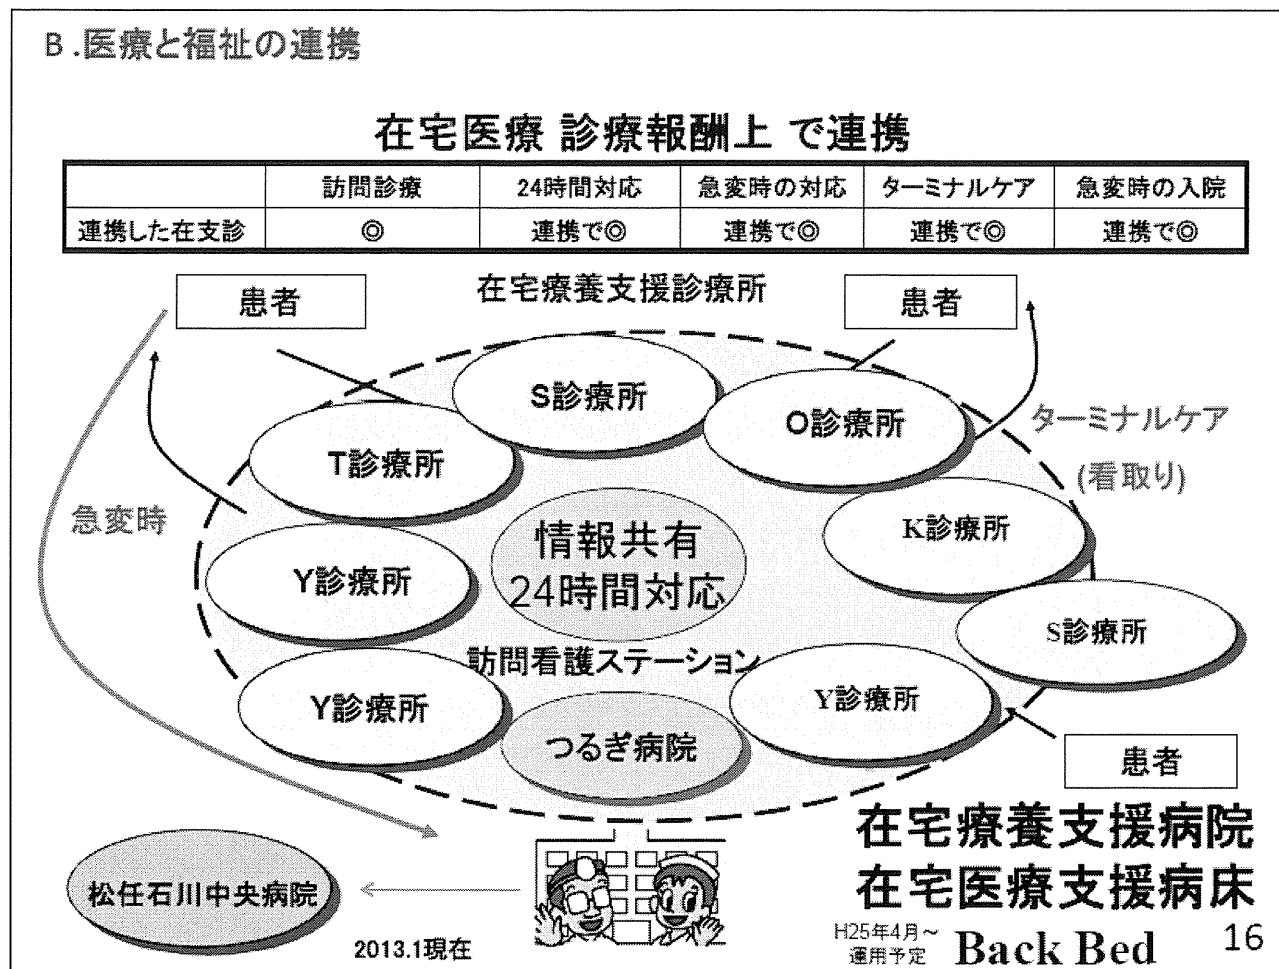 B.医療と福祉の連携
在宅医療 診療報酬上 で連携
訪問診療 24時間対応 急変時の対応 ターミナルケア 急変時の入院
連携した在支診 ◎ 連携で◎ 連携で◎ 連携で◎ 連携で◎
患者
在宅療養支援診療所
患者
S診療所
O診療所
T診療所
ターミナルケア
(看取り)
急変時
情報共有
24時間対応
K診療所
Y診療所
S診療所
訪問看護ステーション
Y診療所
Y診療所
つるぎ病院
患者
在宅療養支援病院
在宅医療支援病床
松任石川中央病院
2013.1現在
H25年4月～
運用予定
Back Bed
16